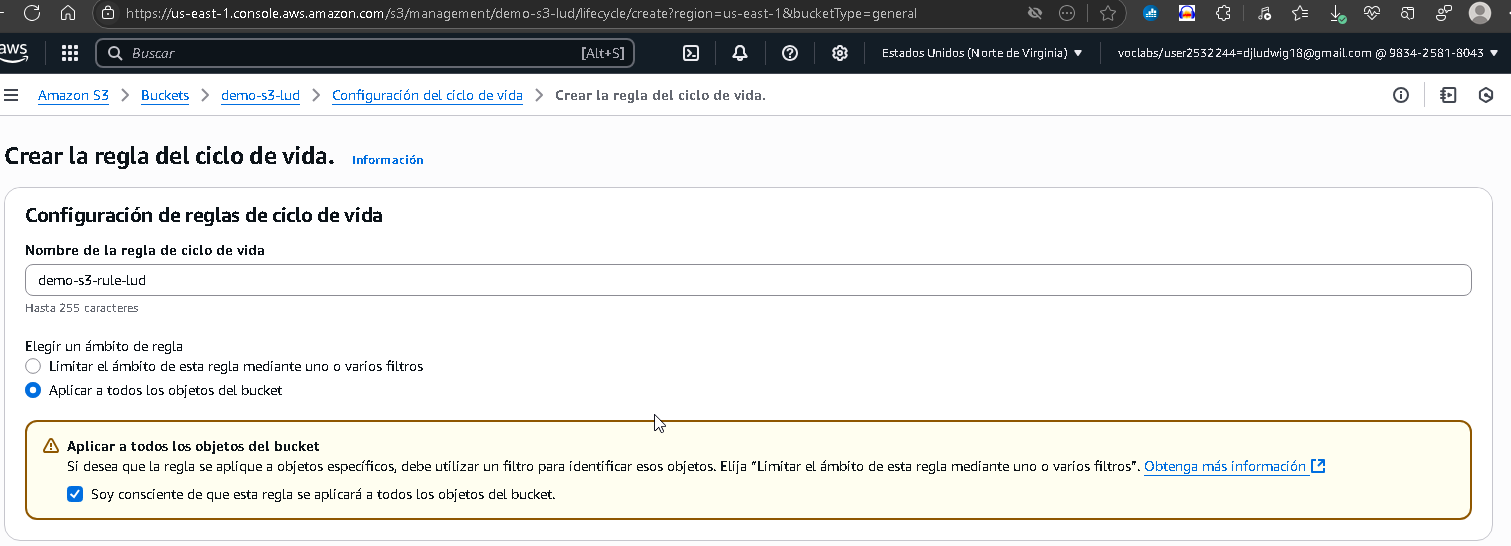 https://us-east-1.console.aws.amazon.com/s3/management/demo-s3-lud/lifecycle/create?region=us-east-1&bucketType=general
aws Buscar [Alt+S] Estados Unidos (Norte de Virginia) voclabs/user2532244=djludwig18@gmail.com @ 9834-2581-8043
Amazon S3 > Buckets > demo-s3-lud > Configuración del ciclo de vida > Crear la regla del ciclo de vida.
Crear la regla del ciclo de vida. Información
Configuración de reglas de ciclo de vida
Nombre de la regla de ciclo de vida
demo-s3-rule-lud
Hasta 255 caracteres
Elegir un ámbito de regla
Limitar el ámbito de esta regla mediante uno o varios filtros
Aplicar a todos los objetos del bucket
Aplicar a todos los objetos del bucket
Si desea que la regla se aplique a objetos específicos, debe utilizar un filtro para identificar esos objetos. Elija "Limitar el ámbito de esta regla mediante uno o varios filtros". Obtenga más información
Soy consciente de que esta regla se aplicará a todos los objetos del bucket.